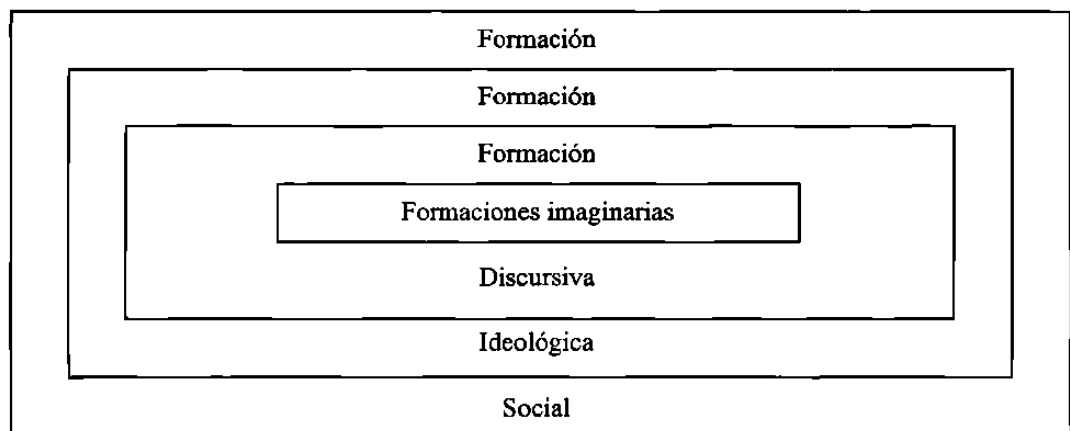 Formación
Formación
Formación
Formaciones imaginarias
Discursiva
Ideológica
Social